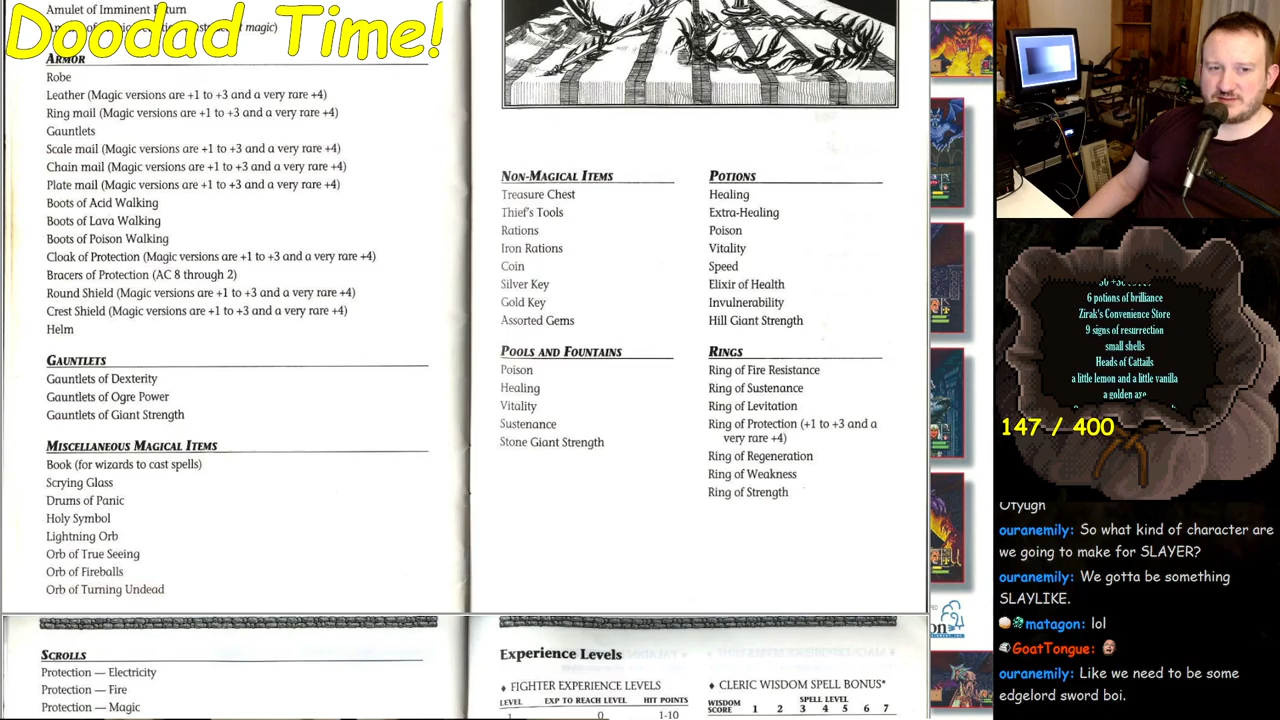 Amulet of Imminent Return
magic)
Doodad Time!
ARMOR
Robe
Leather (Magic versions are +1 to +3 and a very rare +4)
Ring mail (Magic versions are +1 to +3 and a very rare +4)
Gauntlets
Scale mail (Magic versions are +1 to +3 and a very rare +4)
Chain mail (Magic versions are +1 to +3 and a very rare +4)
Plate mail (Magic versions are +1 to +3 and a very rare +4)
Boots of Acid Walking
Boots of Lava Walking
Boots of Poison Walking
Cloak of Protection (Magic versions are +1 to +3 and a very rare +4)
Bracers of Protection (AC 8 through 2)
Round Shield (Magic versions are +1 to +3 and a very rare +4)
Crest Shield (Magic versions are +1 to +3 and a very rare +4)
Helm
GAUNTLETS
Gauntlets of Dexterity
Gauntlets of Ogre Power
Gauntlets of Giant Strength
MISCELLANEOUS MAGICAL ITEMS
Book (for wizards to cast spells)
Scrying Glass
Drums of Panic
Holy Symbol
Lightning Orb
Orb of True Seeing
Orb of Fireballs
Orb of Turning Undead
SCROLLS
Protection — Electricity
Protection — Fire
Protection — Magic
NON-MAGICAL ITEMS
Treasure Chest
Thief's Tools
Rations
Iron Rations
Coin
Silver Key
Gold Key
Assorted Gems
POOLS AND FOUNTAINS
Poison
Healing
Vitality
Sustenance
Stone Giant Strength
POTIONS
Healing
Extra-Healing
Poison
Vitality
Speed
Elixir of Health
Invulnerability
Hill Giant Strength
RINGS
Ring of Fire Resistance
Ring of Sustenance
Ring of Levitation
Ring of Protection (+1 to +3 and a
very rare +4)
Ring of Regeneration
Ring of Weakness
Ring of Strength
Experience Levels
♦ FIGHTER EXPERIENCE LEVELS
LEVEL EXP TO REACH LEVEL HIT POINTS
1 0 1-10
♦ CLERIC WISDOM SPELL BONUS*
WISDOM SPELL LEVEL
SCORE 1 2 3 4 5 6 7
6 potions of brilliance
Zirak's Convenience Store
9 signs of resurrection
small shells
Heads of Cattails
a little lemon and a little vanilla
a golden axe
147 / 400
Otyugh
ouranemily: So what kind of character are
we going to make for SLAYER?
ouranemily: We gotta be something
SLAYLIKE.
matagon: lol
GoatTongue:
ouranemily: Like we need to be some
edgelord sword boi.